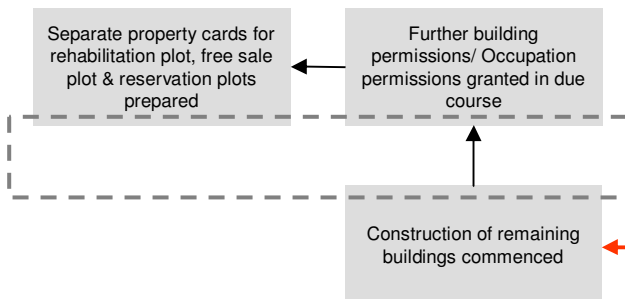 Separate property cards for
rehabilitation plot, free sale
plot & reservation plots
prepared
Further building
permissions/ Occupation
permissions granted in due
course
Construction of remaining
buildings commenced